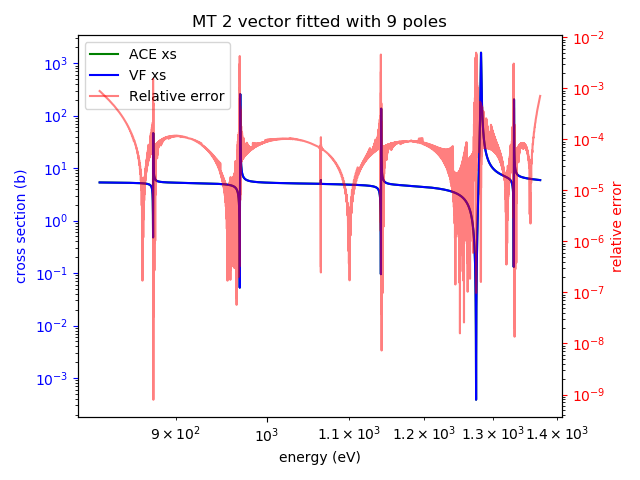 MT 2 vector fitted with 9 poles
ACE xs
VF xs
Relative error
cross section (b)
10³
10²
10¹
10⁰
10⁻¹
10⁻²
10⁻³
10⁻²
10⁻³
10⁻⁴
10⁻⁵
10⁻⁶
10⁻⁷
10⁻⁸
10⁻⁹
relative error
9 × 10² 10³ 1.1 × 10³ 1.2 × 10³ 1.3 × 10³ 1.4 × 10³
energy (eV)